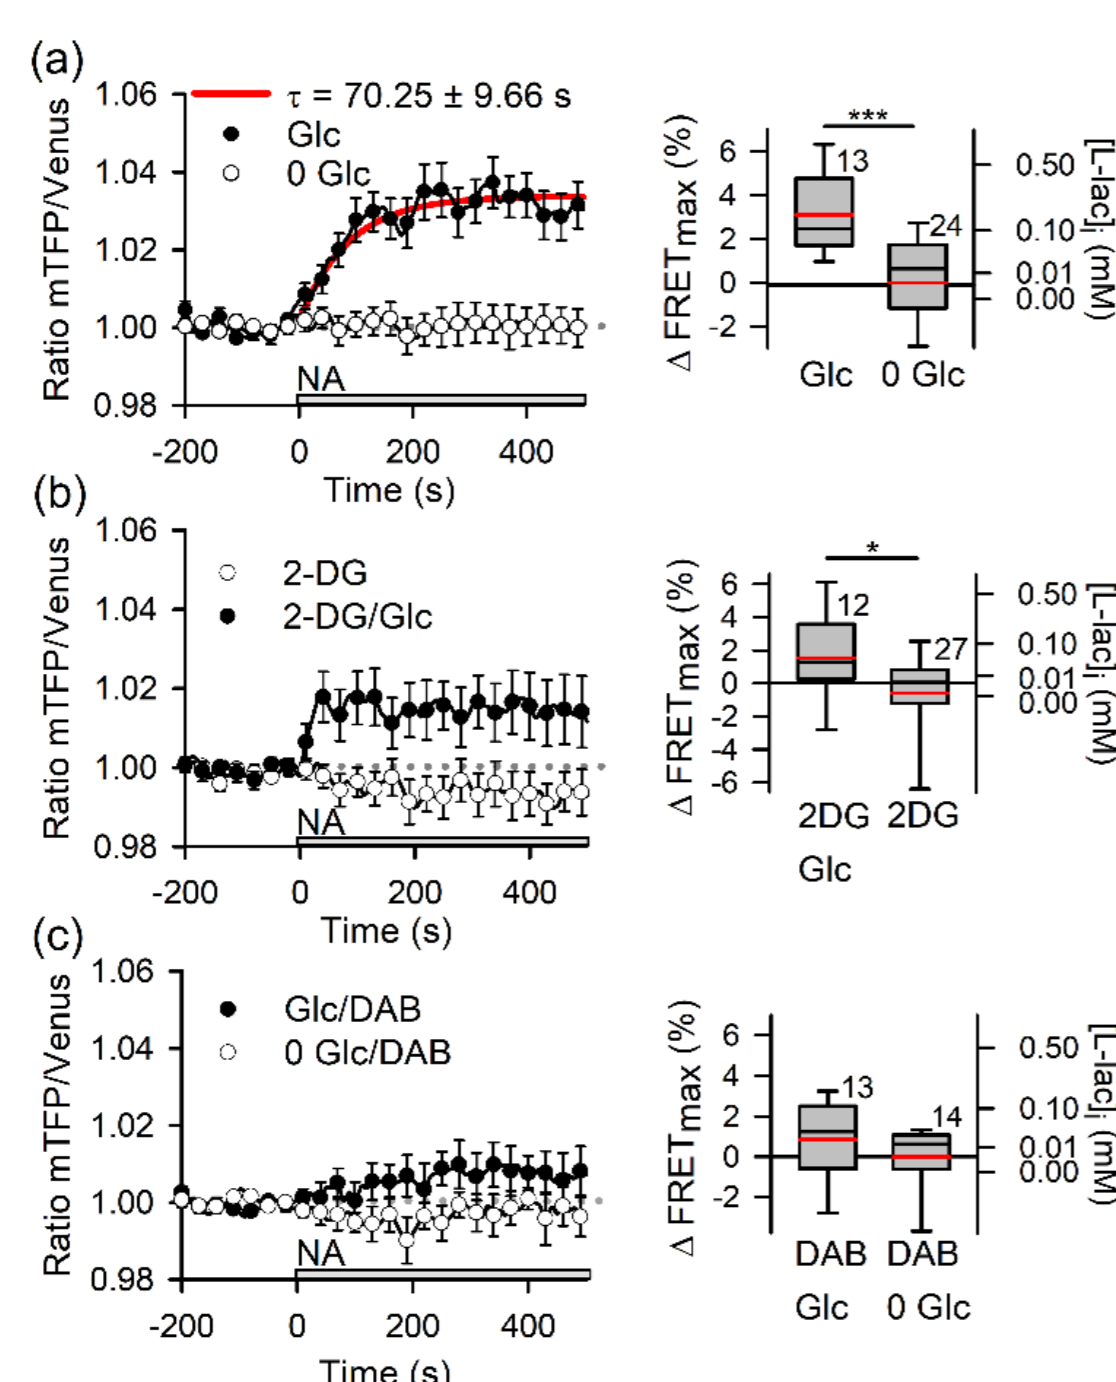 (a)
1.06
1.04
1.02
1.00
0.98
Ratio mTFP/Venus
τ = 70.25 ± 9.66 s
Glc
0 Glc
NA
-200 0 200 400
Time (s)
Δ FRETmax (%)
6
4
2
0
-2
***
13
24
0.50
0.10
0.01
0.00
[L-lac]i (mM)
Glc 0 Glc
(b)
1.06
1.04
1.02
1.00
0.98
Ratio mTFP/Venus
2-DG
2-DG/Glc
NA
-200 0 200 400
Time (s)
Δ FRETmax (%)
6
4
2
0
-2
-4
-6
*
12
27
0.50
0.10
0.01
0.00
[L-lac]i (mM)
2DG 2DG
Glc
(c)
1.06
1.04
1.02
1.00
0.98
Ratio mTFP/Venus
Glc/DAB
0 Glc/DAB
NA
-200 0 200 400
Time (s)
Δ FRETmax (%)
6
4
2
0
-2
13
14
0.50
0.10
0.01
0.00
[L-lac]i (mM)
DAB DAB
Glc 0 Glc